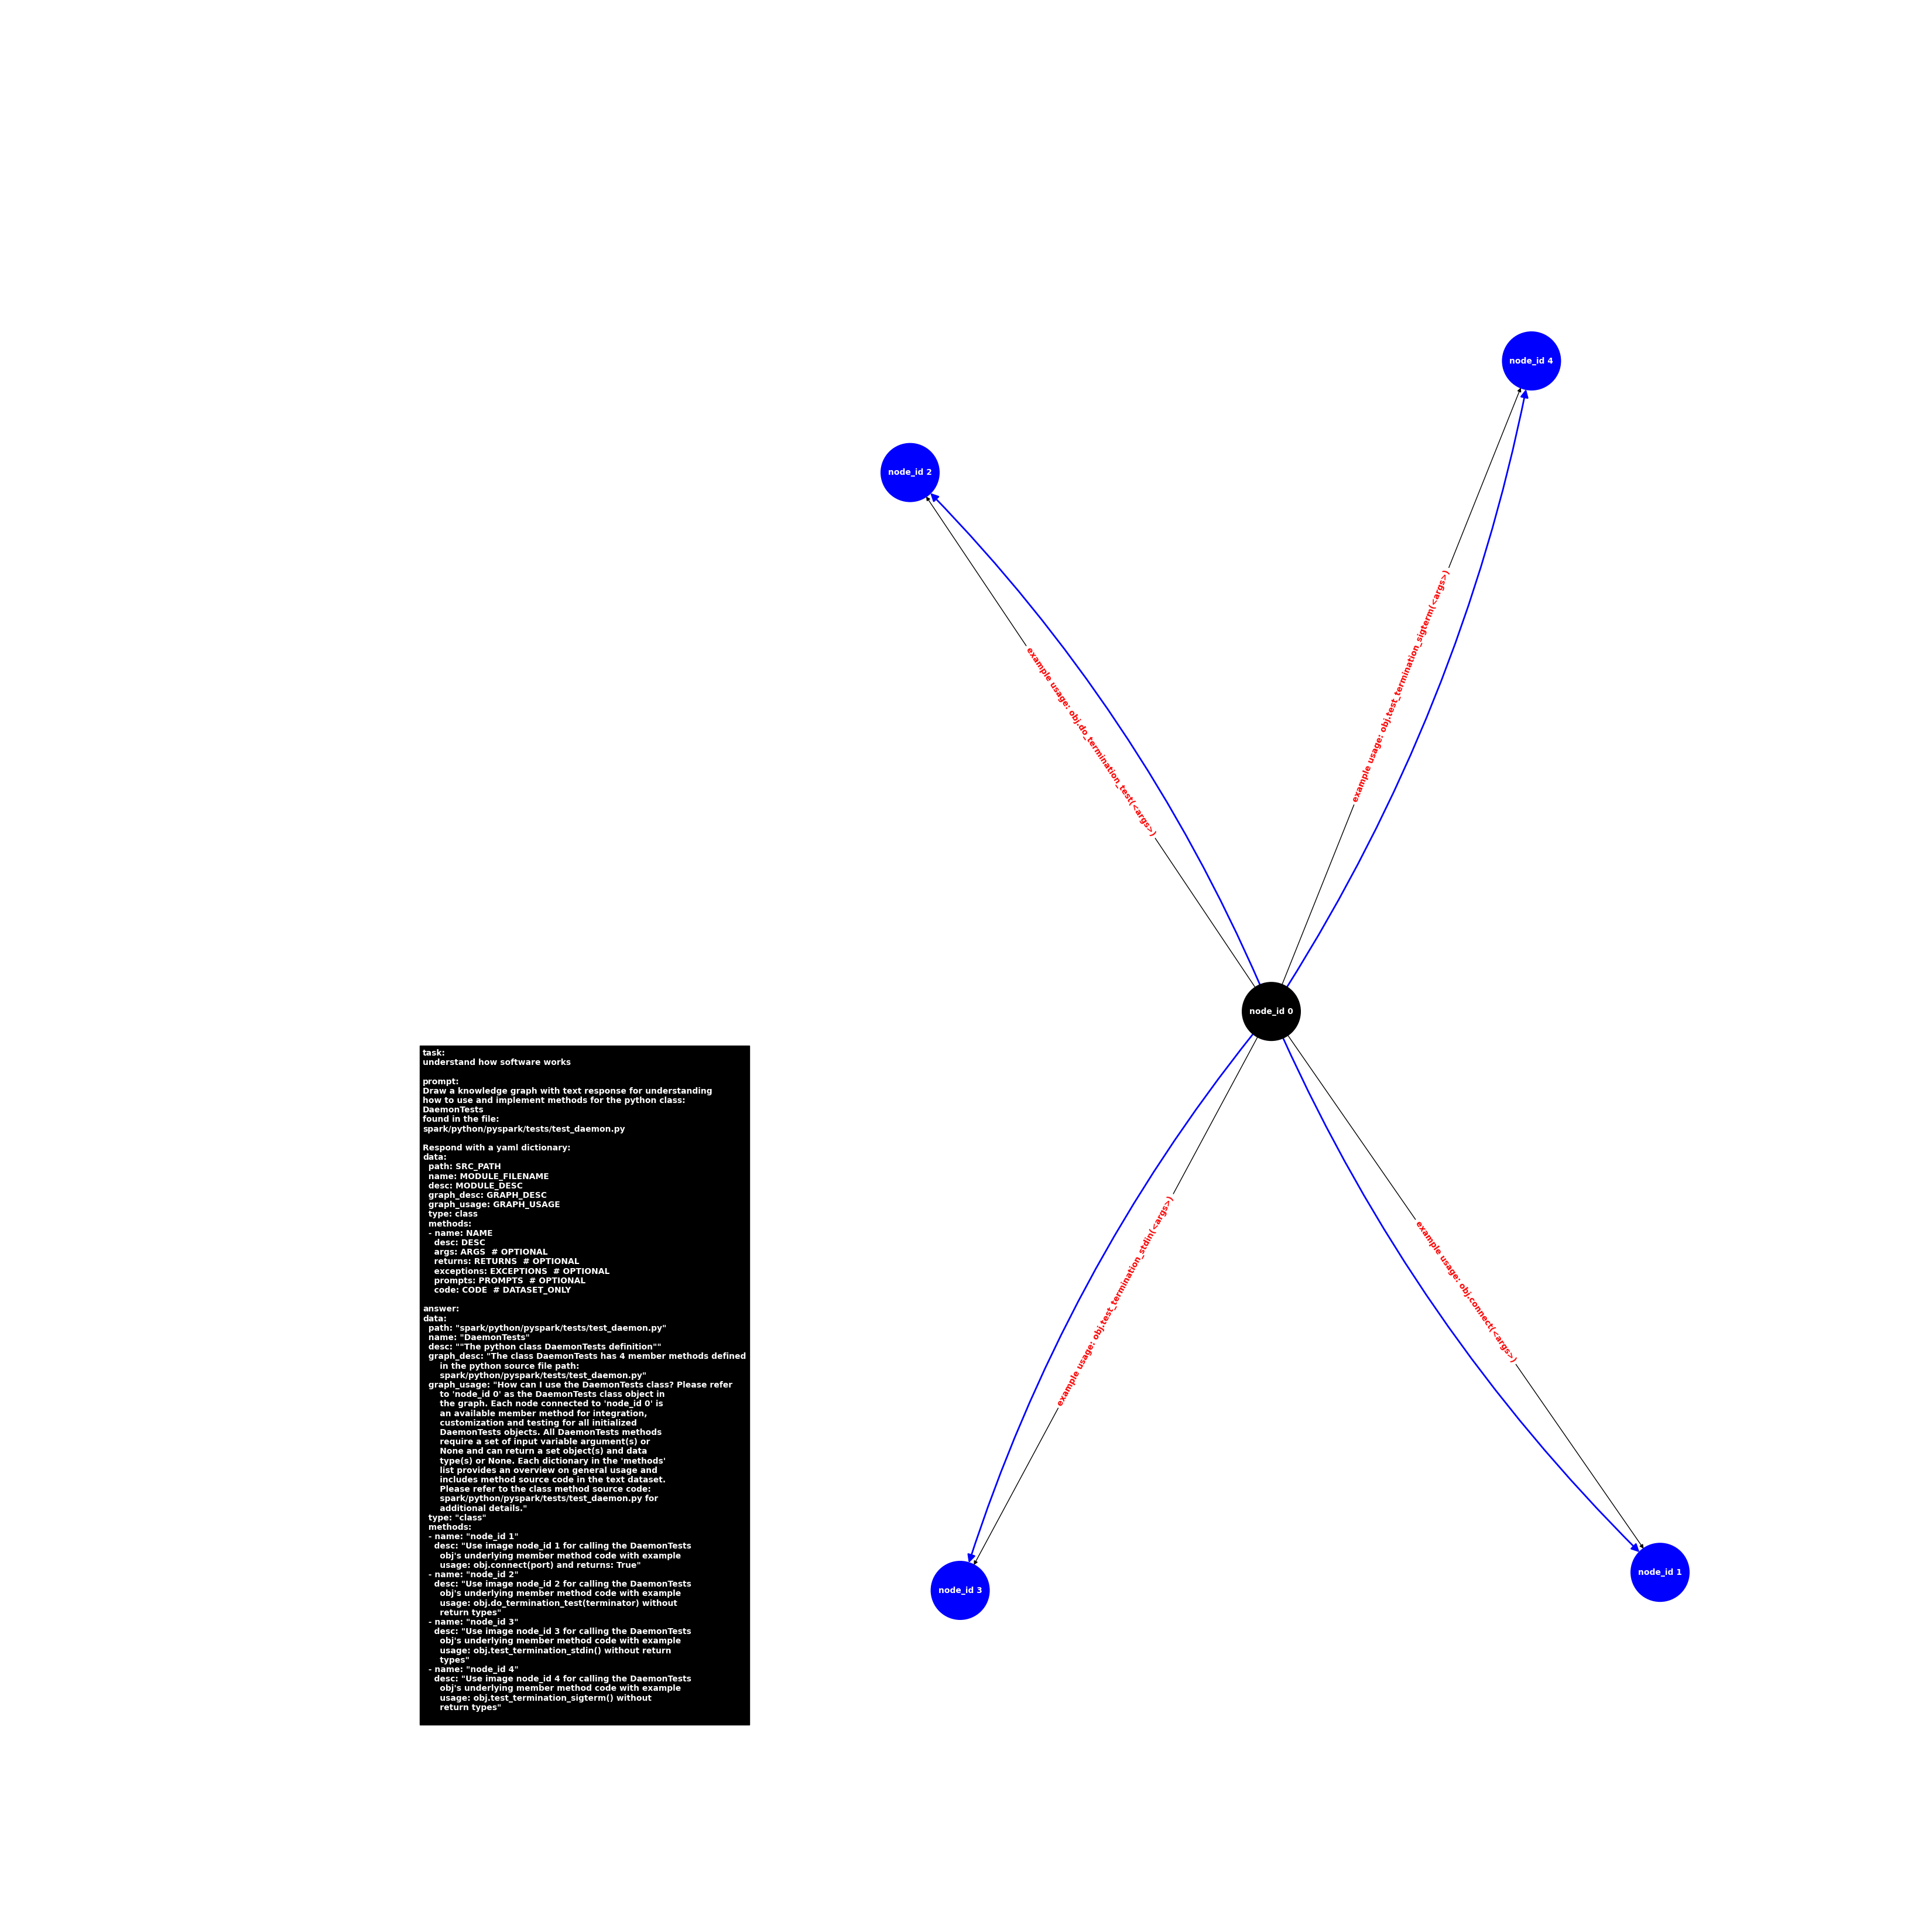 node_id 4
node_id 2
example usage: obj.test_termination_sigterm(<args>)
example usage: obj.do_termination_test(<args>)
node_id 0
task:
understand how software works

prompt:
Draw a knowledge graph with text response for understanding
how to use and implement methods for the python class:
DaemonTests
found in the file:
spark/python/pyspark/tests/test_daemon.py

Respond with a yaml dictionary:
data:
  path: SRC_PATH
  name: MODULE_FILENAME
  desc: MODULE_DESC
  graph_desc: GRAPH_DESC
  graph_usage: GRAPH_USAGE
  type: class
  methods:
  - name: NAME
    desc: DESC
    args: ARGS  # OPTIONAL
    returns: RETURNS  # OPTIONAL
    exceptions: EXCEPTIONS  # OPTIONAL
    prompts: PROMPTS  # OPTIONAL
    code: CODE  # DATASET_ONLY

answer:
data:
  path: "spark/python/pyspark/tests/test_daemon.py"
  name: "DaemonTests"
  desc: ""The python class DaemonTests definition""
  graph_desc: "The class DaemonTests has 4 member methods defined
      in the python source file path:
      spark/python/pyspark/tests/test_daemon.py"
  graph_usage: "How can I use the DaemonTests class? Please refer
      to 'node_id 0' as the DaemonTests class object in
      the graph. Each node connected to 'node_id 0' is
      an available member method for integration,
      customization and testing for all initialized
      DaemonTests objects. All DaemonTests methods
      require a set of input variable argument(s) or
      None and can return a set object(s) and data
      type(s) or None. Each dictionary in the 'methods'
      list provides an overview on general usage and
      includes method source code in the text dataset.
      Please refer to the class method source code:
      spark/python/pyspark/tests/test_daemon.py for
      additional details."
  type: "class"
  methods:
  - name: "node_id 1"
    desc: "Use image node_id 1 for calling the DaemonTests
      obj's underlying member method code with example
      usage: obj.connect(port) and returns: True"
  - name: "node_id 2"
    desc: "Use image node_id 2 for calling the DaemonTests
      obj's underlying member method code with example
      usage: obj.do_termination_test(terminator) without
      return types"
  - name: "node_id 3"
    desc: "Use image node_id 3 for calling the DaemonTests
      obj's underlying member method code with example
      usage: obj.test_termination_stdin() without return
      types"
  - name: "node_id 4"
    desc: "Use image node_id 4 for calling the DaemonTests
      obj's underlying member method code with example
      usage: obj.test_termination_sigterm() without
      return types"
example usage: obj.test_termination_stdin(<args>)
example usage: obj.connect(<args>)
node_id 3
node_id 1